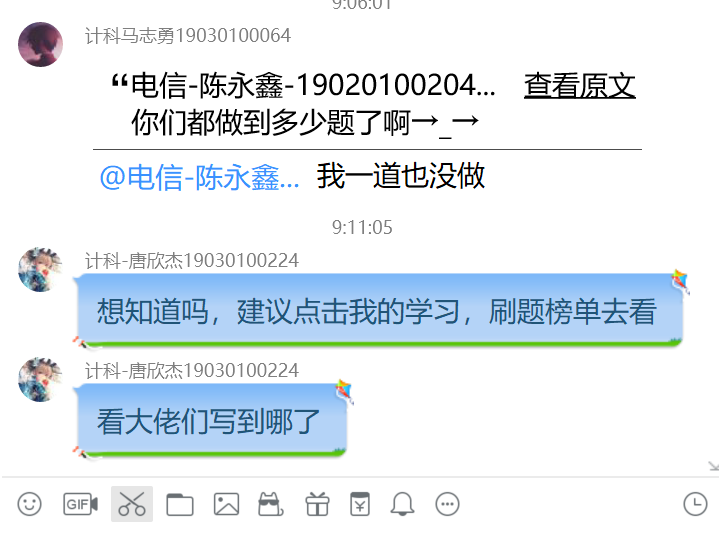 9:06:01
计科马志勇19030100064
“电信-陈永鑫-19020100204... 查看原文
你们都做到多少题了啊→_→
@电信-陈永鑫... 我一道也没做
9:11:05
计科-唐欣杰19030100224
想知道吗，建议点击我的学习，刷题榜单去看
计科-唐欣杰19030100224
看大佬们写到哪了
GIF